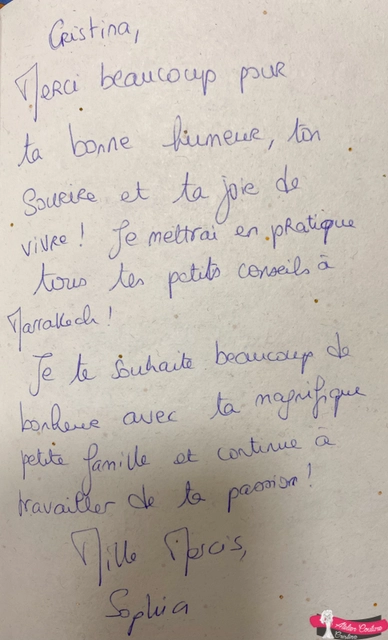 Cristina,
Merci beaucoup pour
ta bonne humeur, ton
Sourire et ta joie de
vivre ! Je mettrai en pratique
tous tes petits conseils à
Marrakech !
Je te souhaite beaucoup de
bonheur avec ta magnifique
petite famille et continue à
travailler de ta passion !
Mille Mercis,
Sophia
Atelier Couture